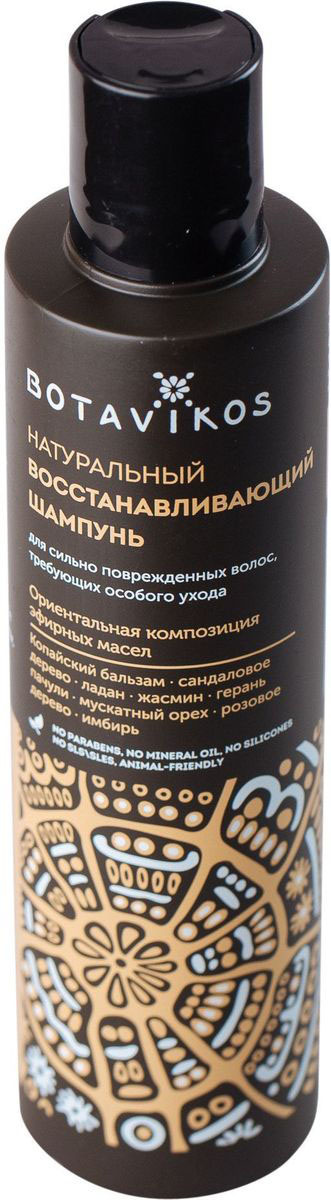 BOTAVIKOS
НАТУРАЛЬНЫЙ
ВОССТАНАВЛИВАЮЩИЙ
ШАМПУНЬ
для сильно поврежденных волос,
требующих особого ухода
Ориентальная композиция
эфирных масел
Копайский бальзам · сандаловое
дерево · ладан · жасмин · герань
пачули · мускатный орех · розовое
дерево · имбирь
NO PARABENS, NO MINERAL OIL, NO SILICONES
NO SLS\SLES, ANIMAL-FRIENDLY